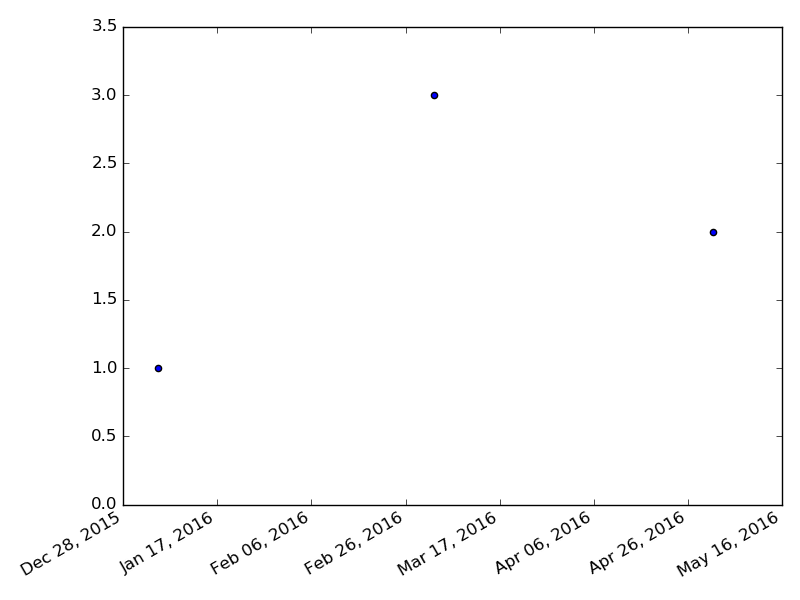 3.5
3.0
2.5
2.0
1.5
1.0
0.5
0.0
Dec 28, 2015
Jan 17, 2016
Feb 06, 2016
Feb 26, 2016
Mar 17, 2016
Apr 06, 2016
Apr 26, 2016
May 16, 2016